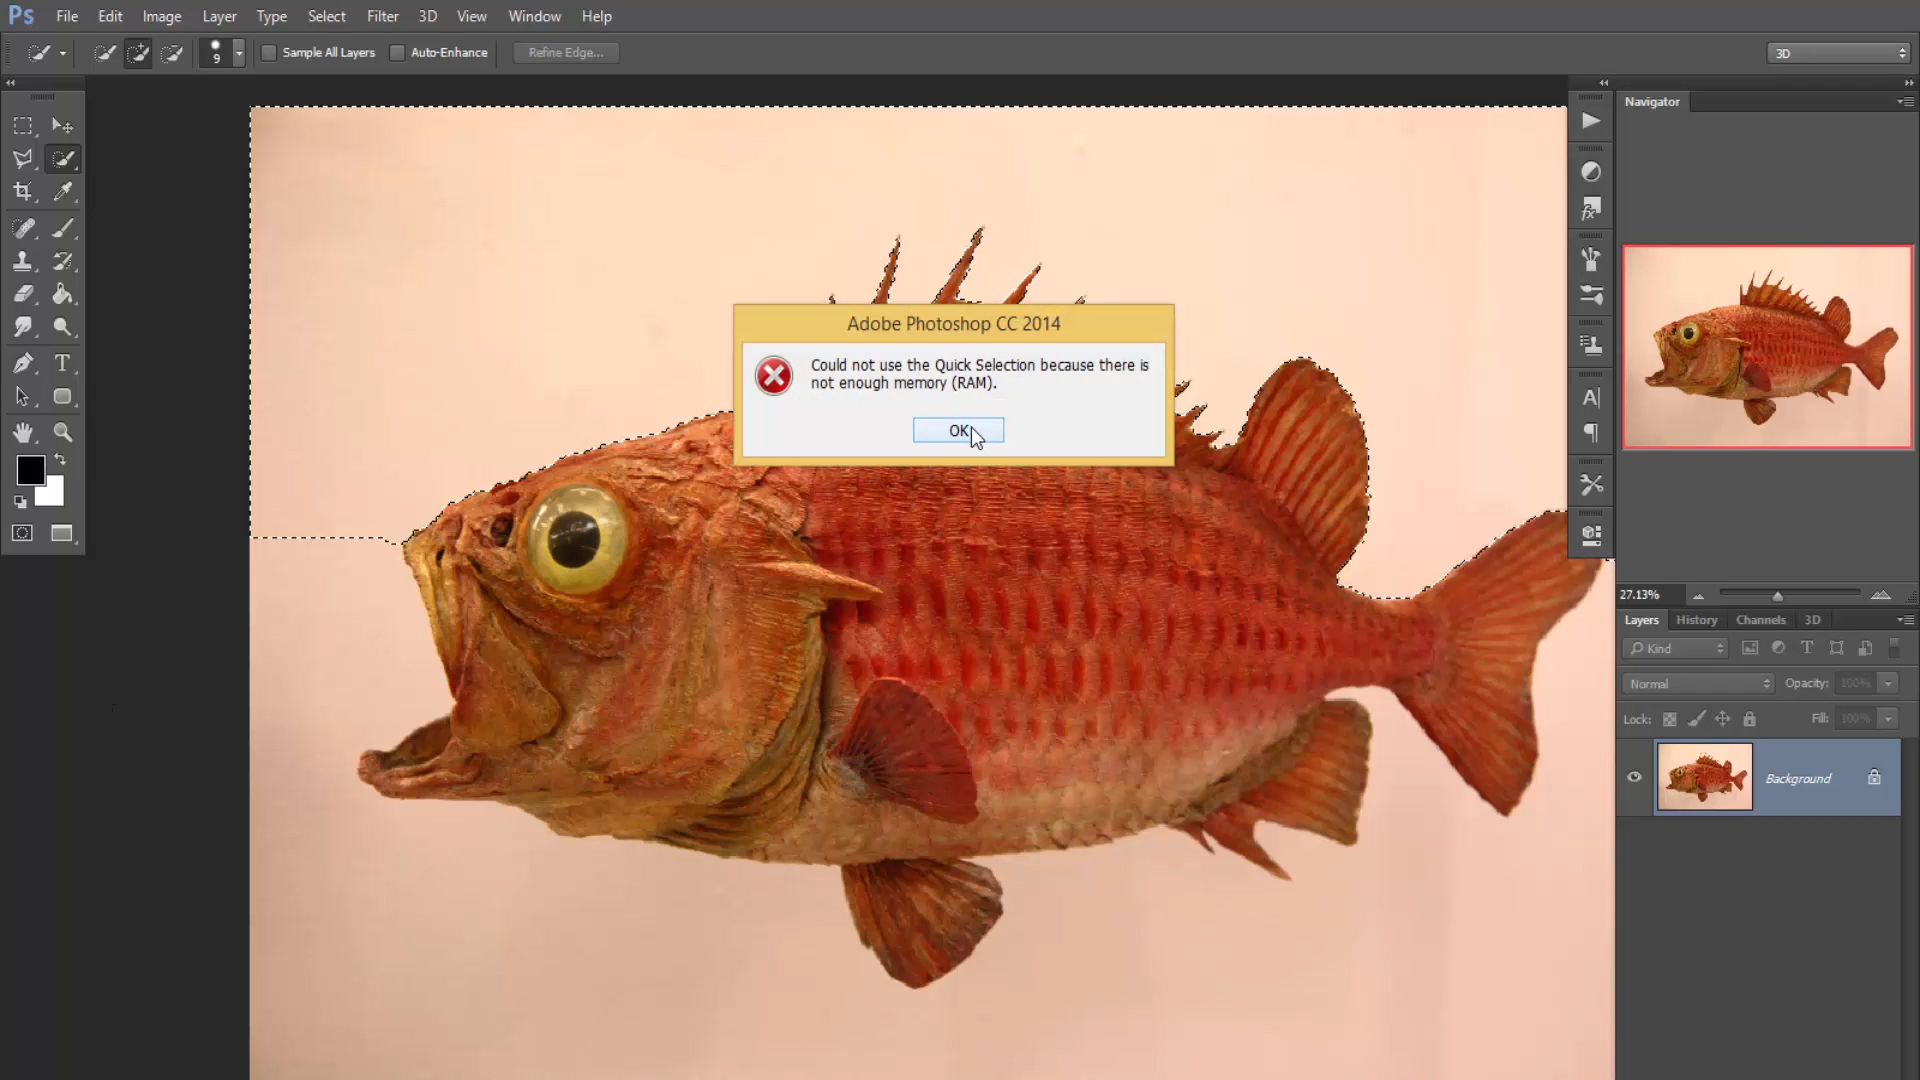 Ps File Edit Image Layer Type Select Filter 3D View Window Help
9 Sample All Layers Auto-Enhance Refine Edge... 3D
Navigator
Adobe Photoshop CC 2014
Could not use the Quick Selection because there is
not enough memory (RAM).
OK
27.13%
Layers History Channels 3D
Kind
Normal Opacity: 100%
Lock: Fill: 100%
Background